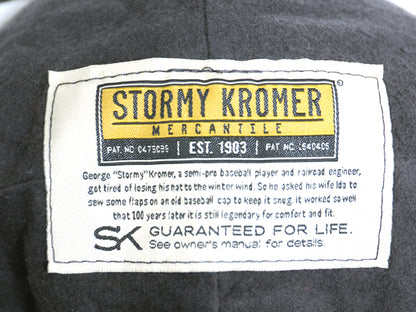 STORMY KROMER
MERCANTILE
PAT. NO. 0475035 | EST. 1903 | PAT. NO. 1540405
George "Stormy" Kromer, a semi-pro baseball player and railroad engineer,
got tired of losing his hat to the winter wind. So he asked his wife Ida to
sew some flaps on an old baseball cap to keep it snug. It worked so well
that 100 years later it is still legendary for comfort and fit.
SK GUARANTEED FOR LIFE.
See owner's manual for details.